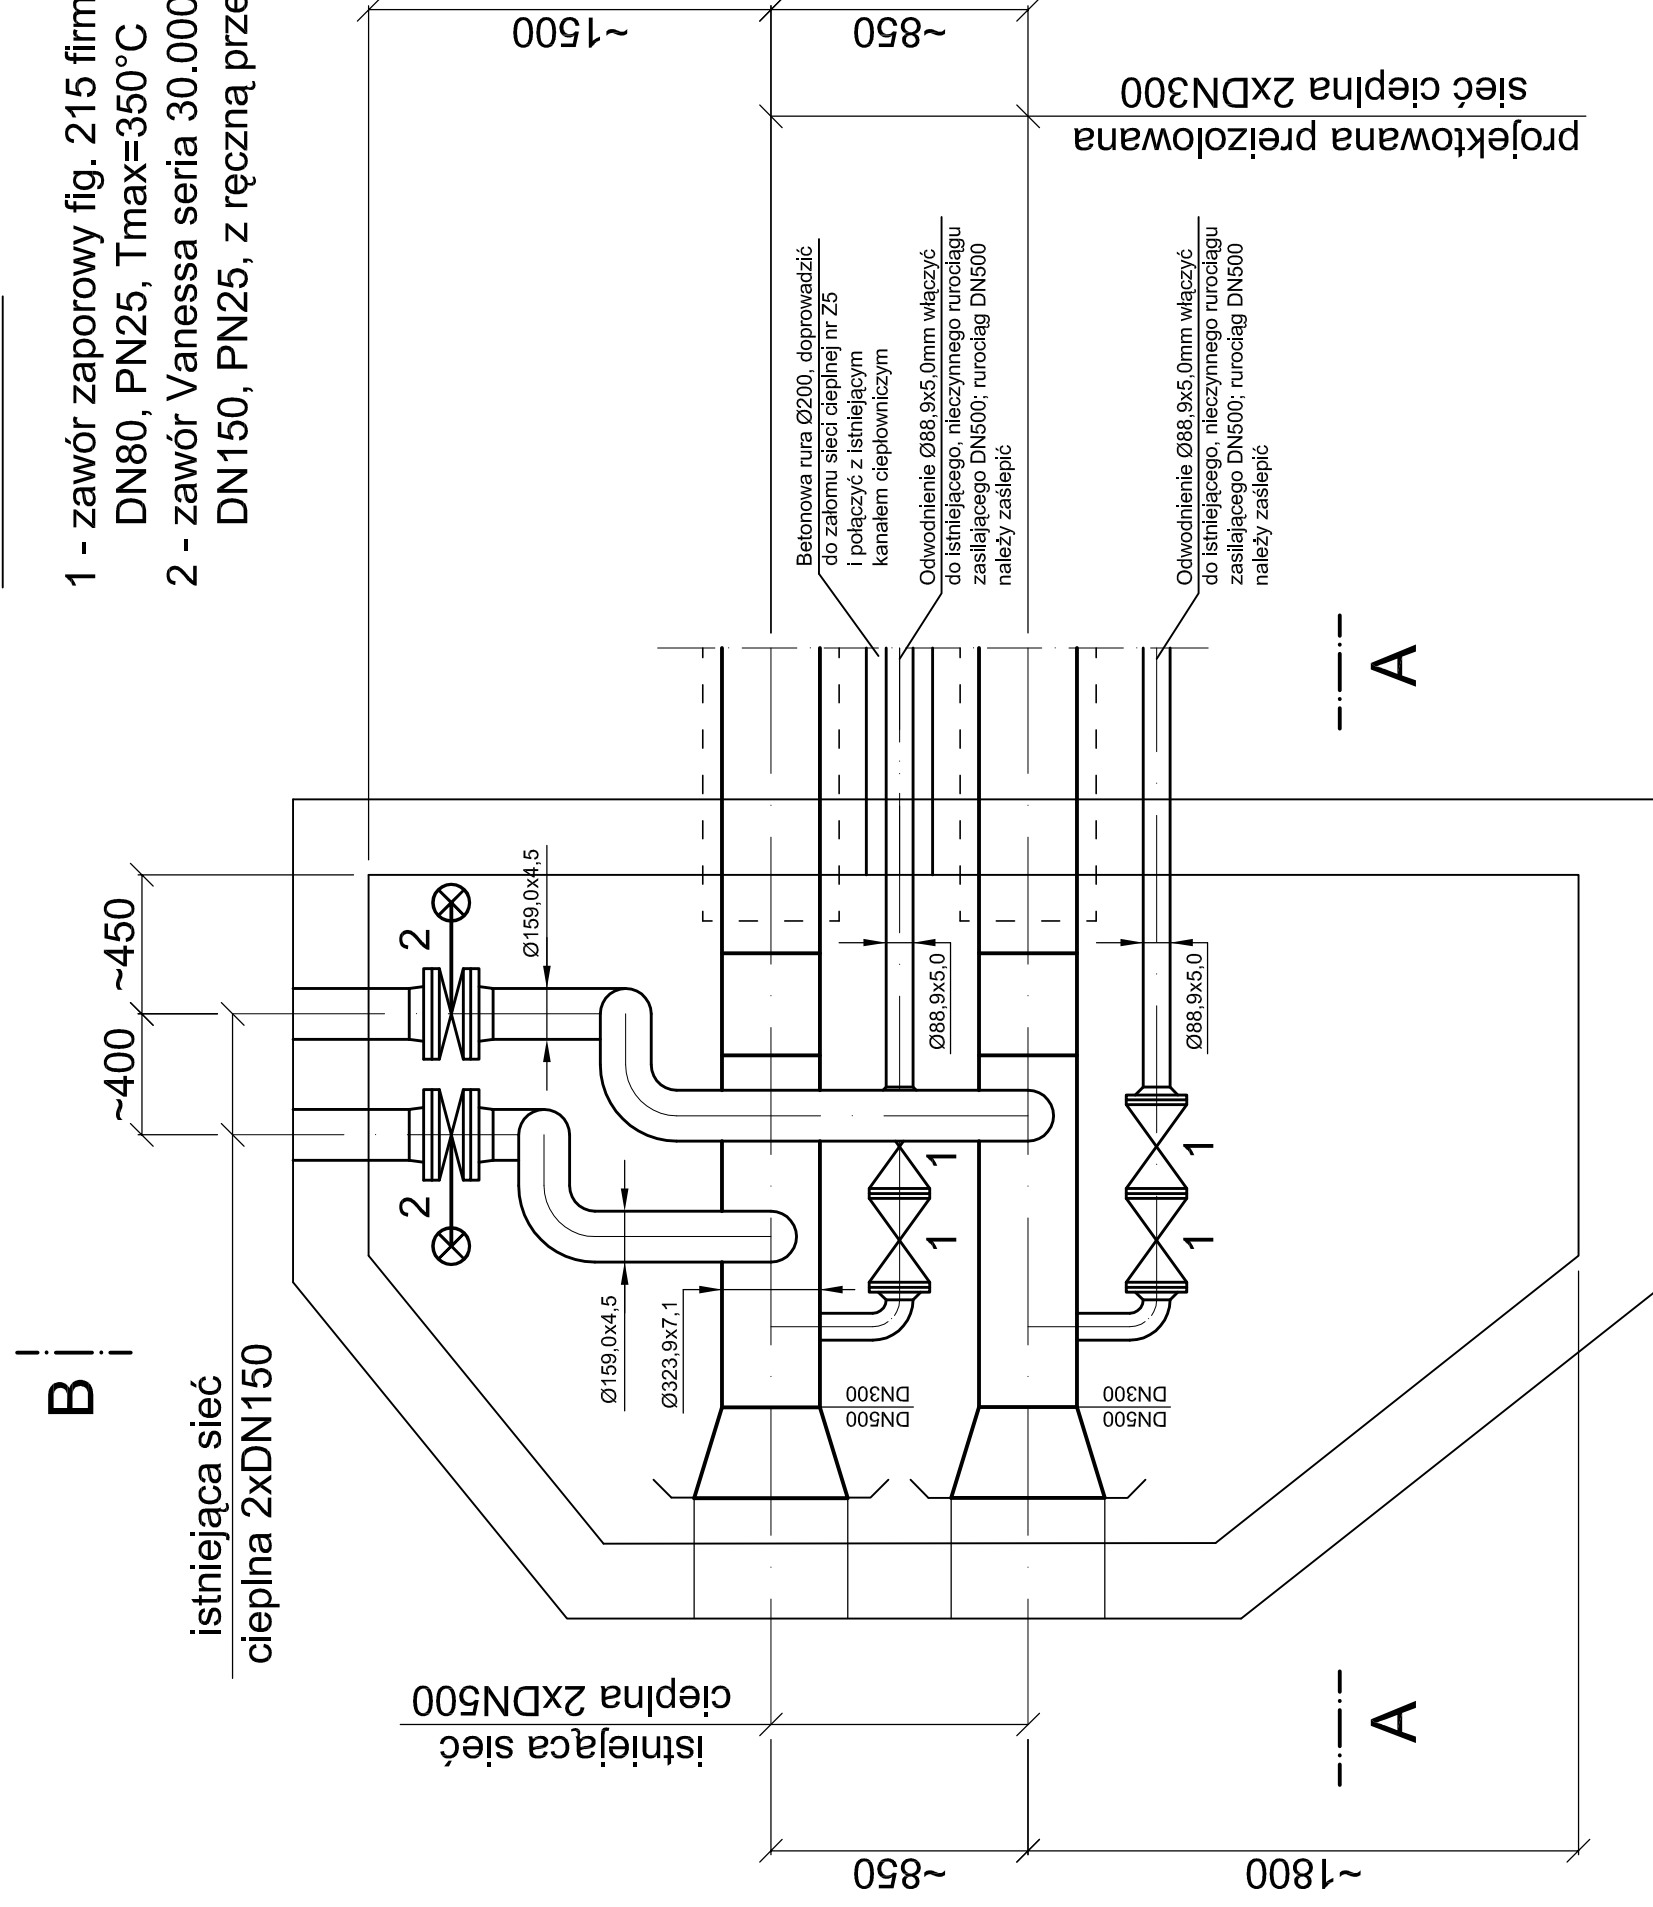 1 - zawór zaporowy fig. 215 firm
DN80, PN25, Tmax=350°C
2 - zawór Vanessa seria 30.000
DN150, PN25, z ręczną prze
~1500
~850
projektowana preizolowana
sieć cieplna 2xDN300
Betonowa rura Ø200, doprowadzić
do załomu sieci cieplnej nr Z5
i połączyć z istniejącym
kanałem ciepłowniczym
Odwodnienie Ø88,9x5,0mm włączyć
do istniejącego, nieczynnego rurociągu
zasilającego DN500; rurociąg DN500
należy zaślepić
Odwodnienie Ø88,9x5,0mm włączyć
do istniejącego, nieczynnego rurociągu
zasilającego DN500; rurociąg DN500
należy zaślepić
A
~450
~400
2
2
Ø159,0x4,5
Ø88,9x5,0
Ø88,9x5,0
1
1
1
1
Ø159,0x4,5
Ø323,9x7,1
DN500
DN300
DN500
DN300
B
istniejąca sieć
cieplna 2xDN150
istniejąca sieć
cieplna 2xDN500
A
~850
~1800